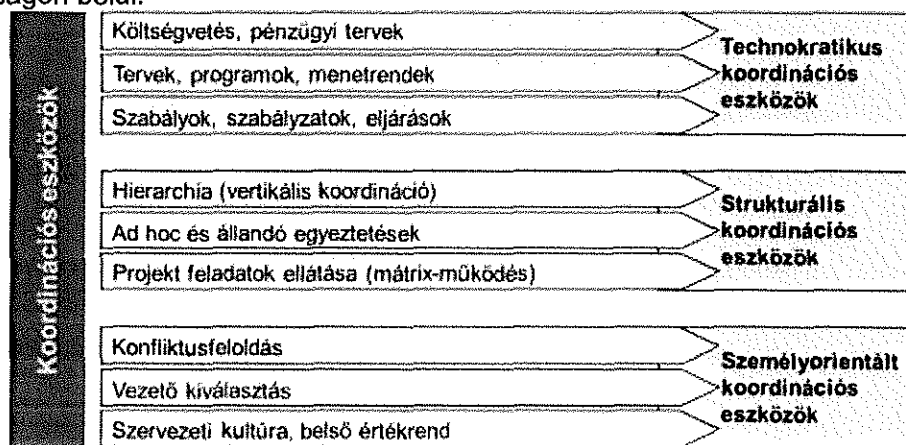 ságon belül.
Koordinációs eszközök
Költségvetés, pénzügyi tervek
Tervek, programok, menetrendek
Szabályok, szabályzatok, eljárások
Technokratikus
koordinációs
eszközök
Hierarchia (vertikális koordináció)
Ad hoc és állandó egyeztetések
Projekt feladatok ellátása (mátrix-működés)
Strukturális
koordinációs
eszközök
Konfliktusfeloldás
Vezető kiválasztás
Szervezeti kultúra, belső értékrend
Személyorientált
koordinációs
eszközök